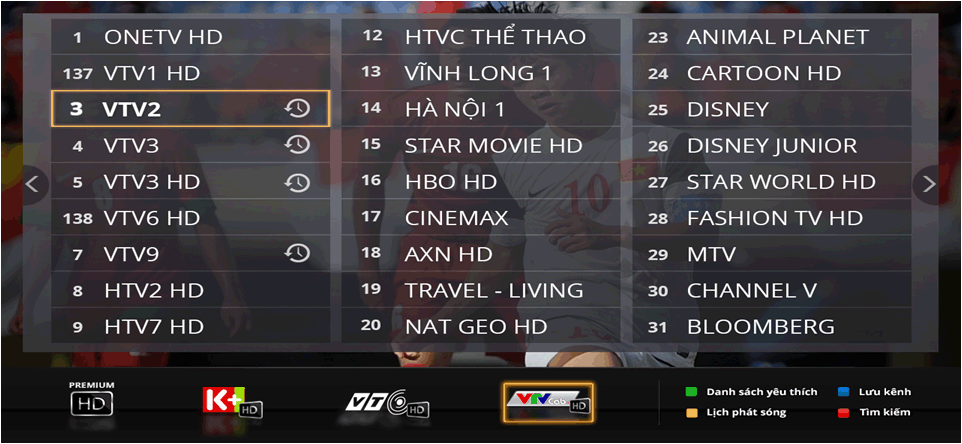 1 ONETV HD
137 VTV1 HD
3 VTV2
4 VTV3
5 VTV3 HD
138 VTV6 HD
7 VTV9
8 HTV2 HD
9 HTV7 HD
12 HTVC THỂ THAO
13 VĨNH LONG 1
14 HÀ NỘI 1
15 STAR MOVIE HD
16 HBO HD
17 CINEMAX
18 AXN HD
19 TRAVEL - LIVING
20 NAT GEO HD
23 ANIMAL PLANET
24 CARTOON HD
25 DISNEY
26 DISNEY JUNIOR
27 STAR WORLD HD
28 FASHION TV HD
29 MTV
30 CHANNEL V
31 BLOOMBERG
10
PREMIUM
HD
K+ HD
VTC HD
VTVcab HD
Danh sách yêu thích
Lưu kênh
Lịch phát sóng
Tìm kiếm